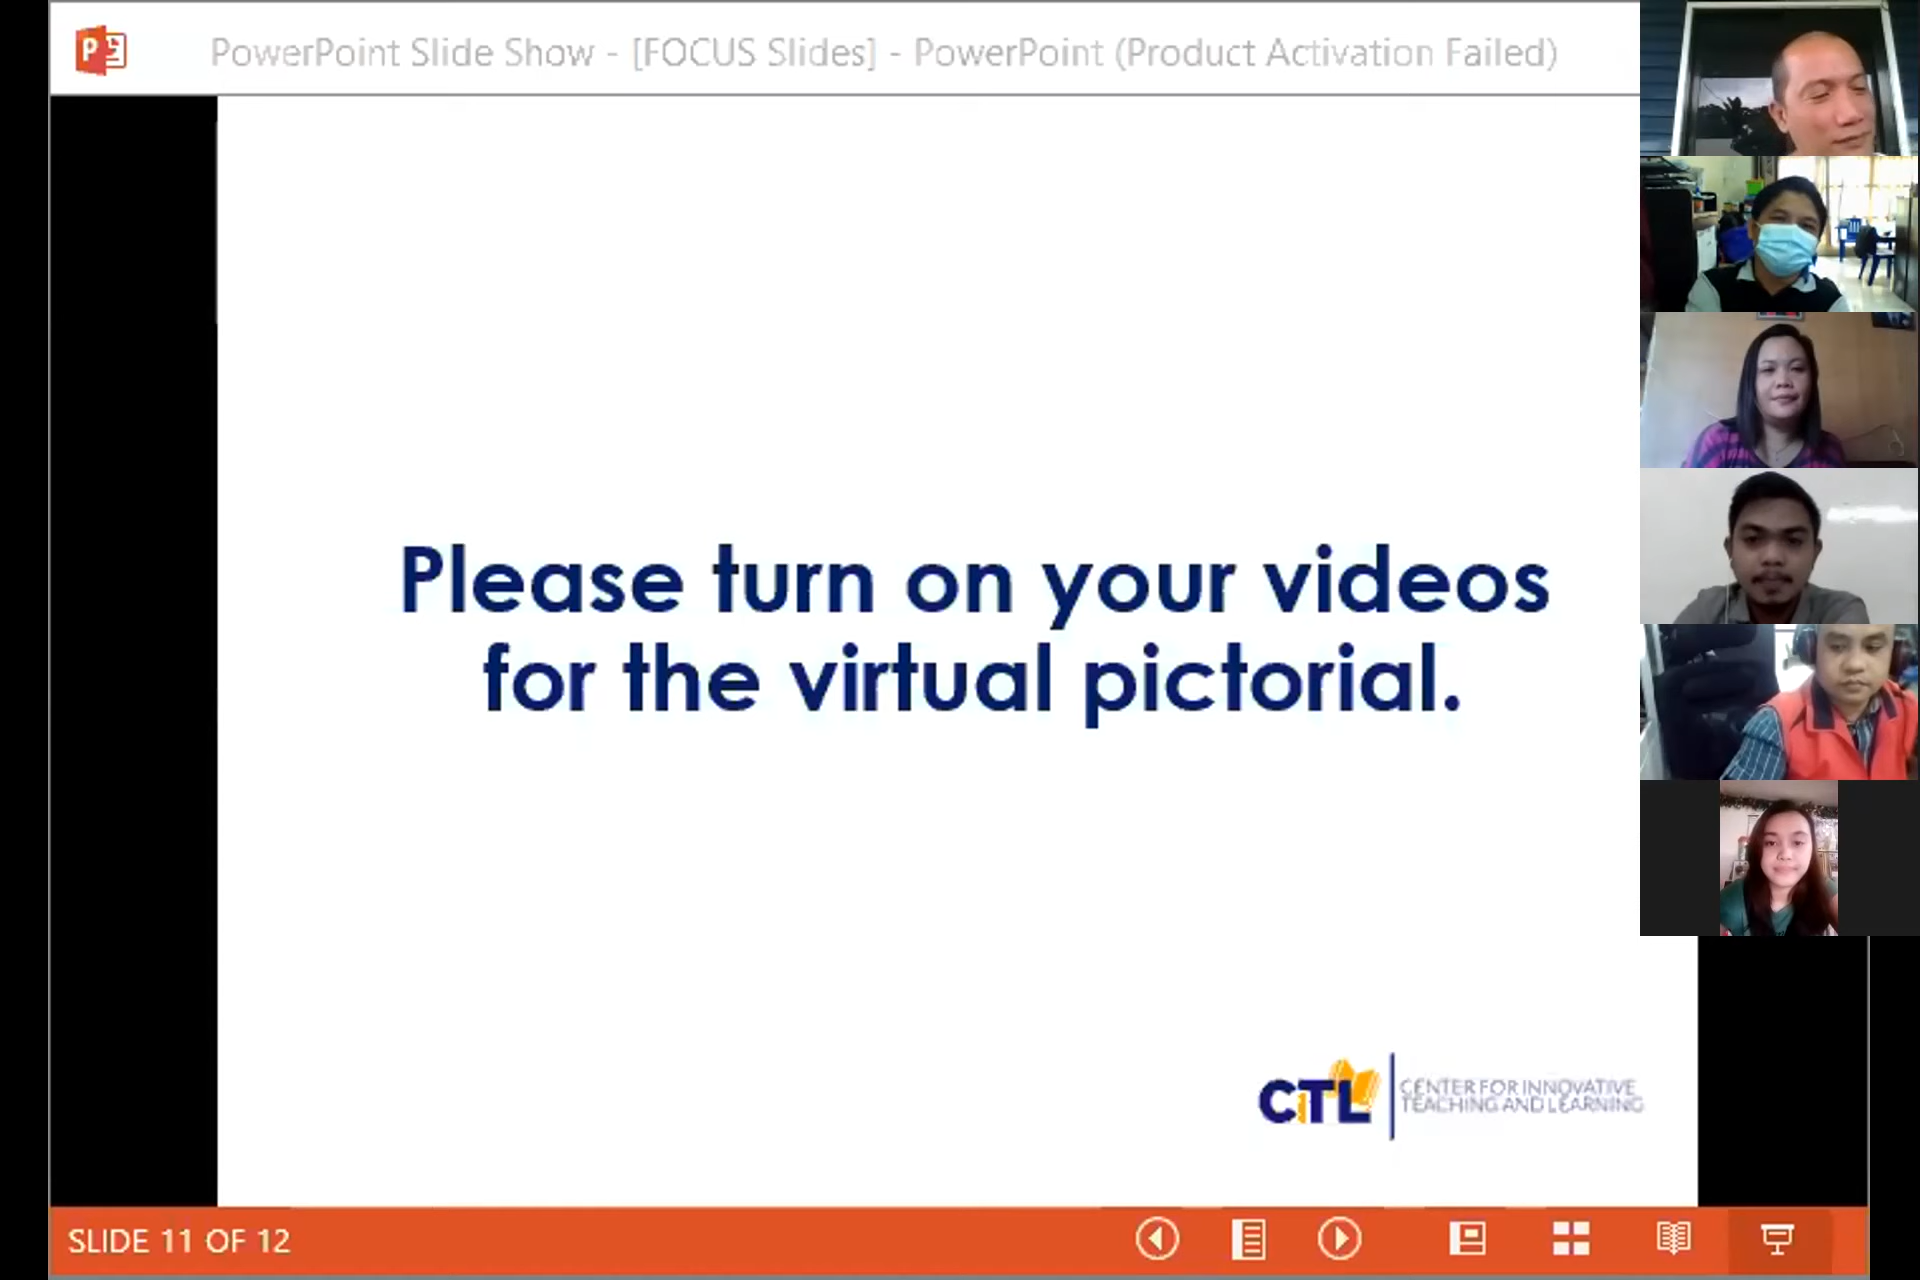 PowerPoint Slide Show - [FOCUS Slides] - PowerPoint (Product Activation Failed)
Please turn on your videos
for the virtual pictorial.
CiTL
CENTER FOR INNOVATIVE
TEACHING AND LEARNING
SLIDE 11 OF 12